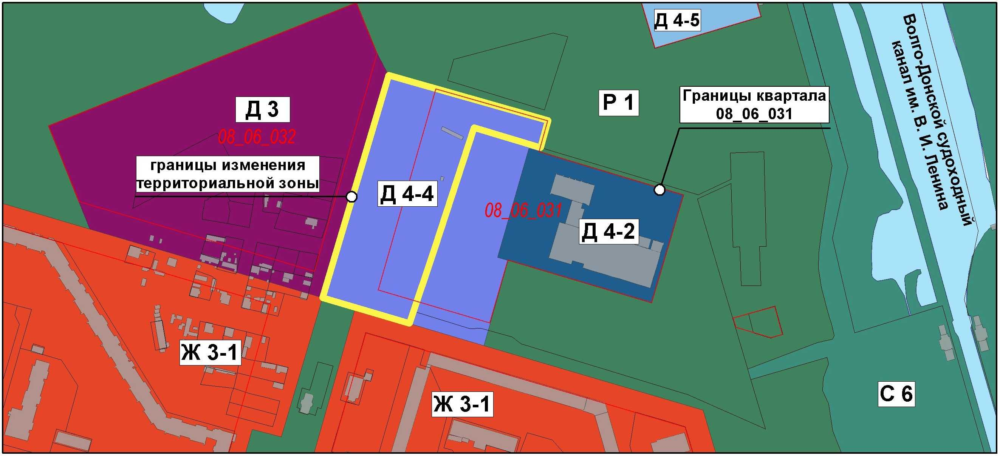 Д 4-5
Волго-Донской судоходный
канал им. В. И. Ленина
Д 3
Р 1
Границы квартала
08_06_031
08_06_032
границы изменения
территориальной зоны
Д 4-4
08_06_031
Д 4-2
Ж 3-1
Ж 3-1
С 6